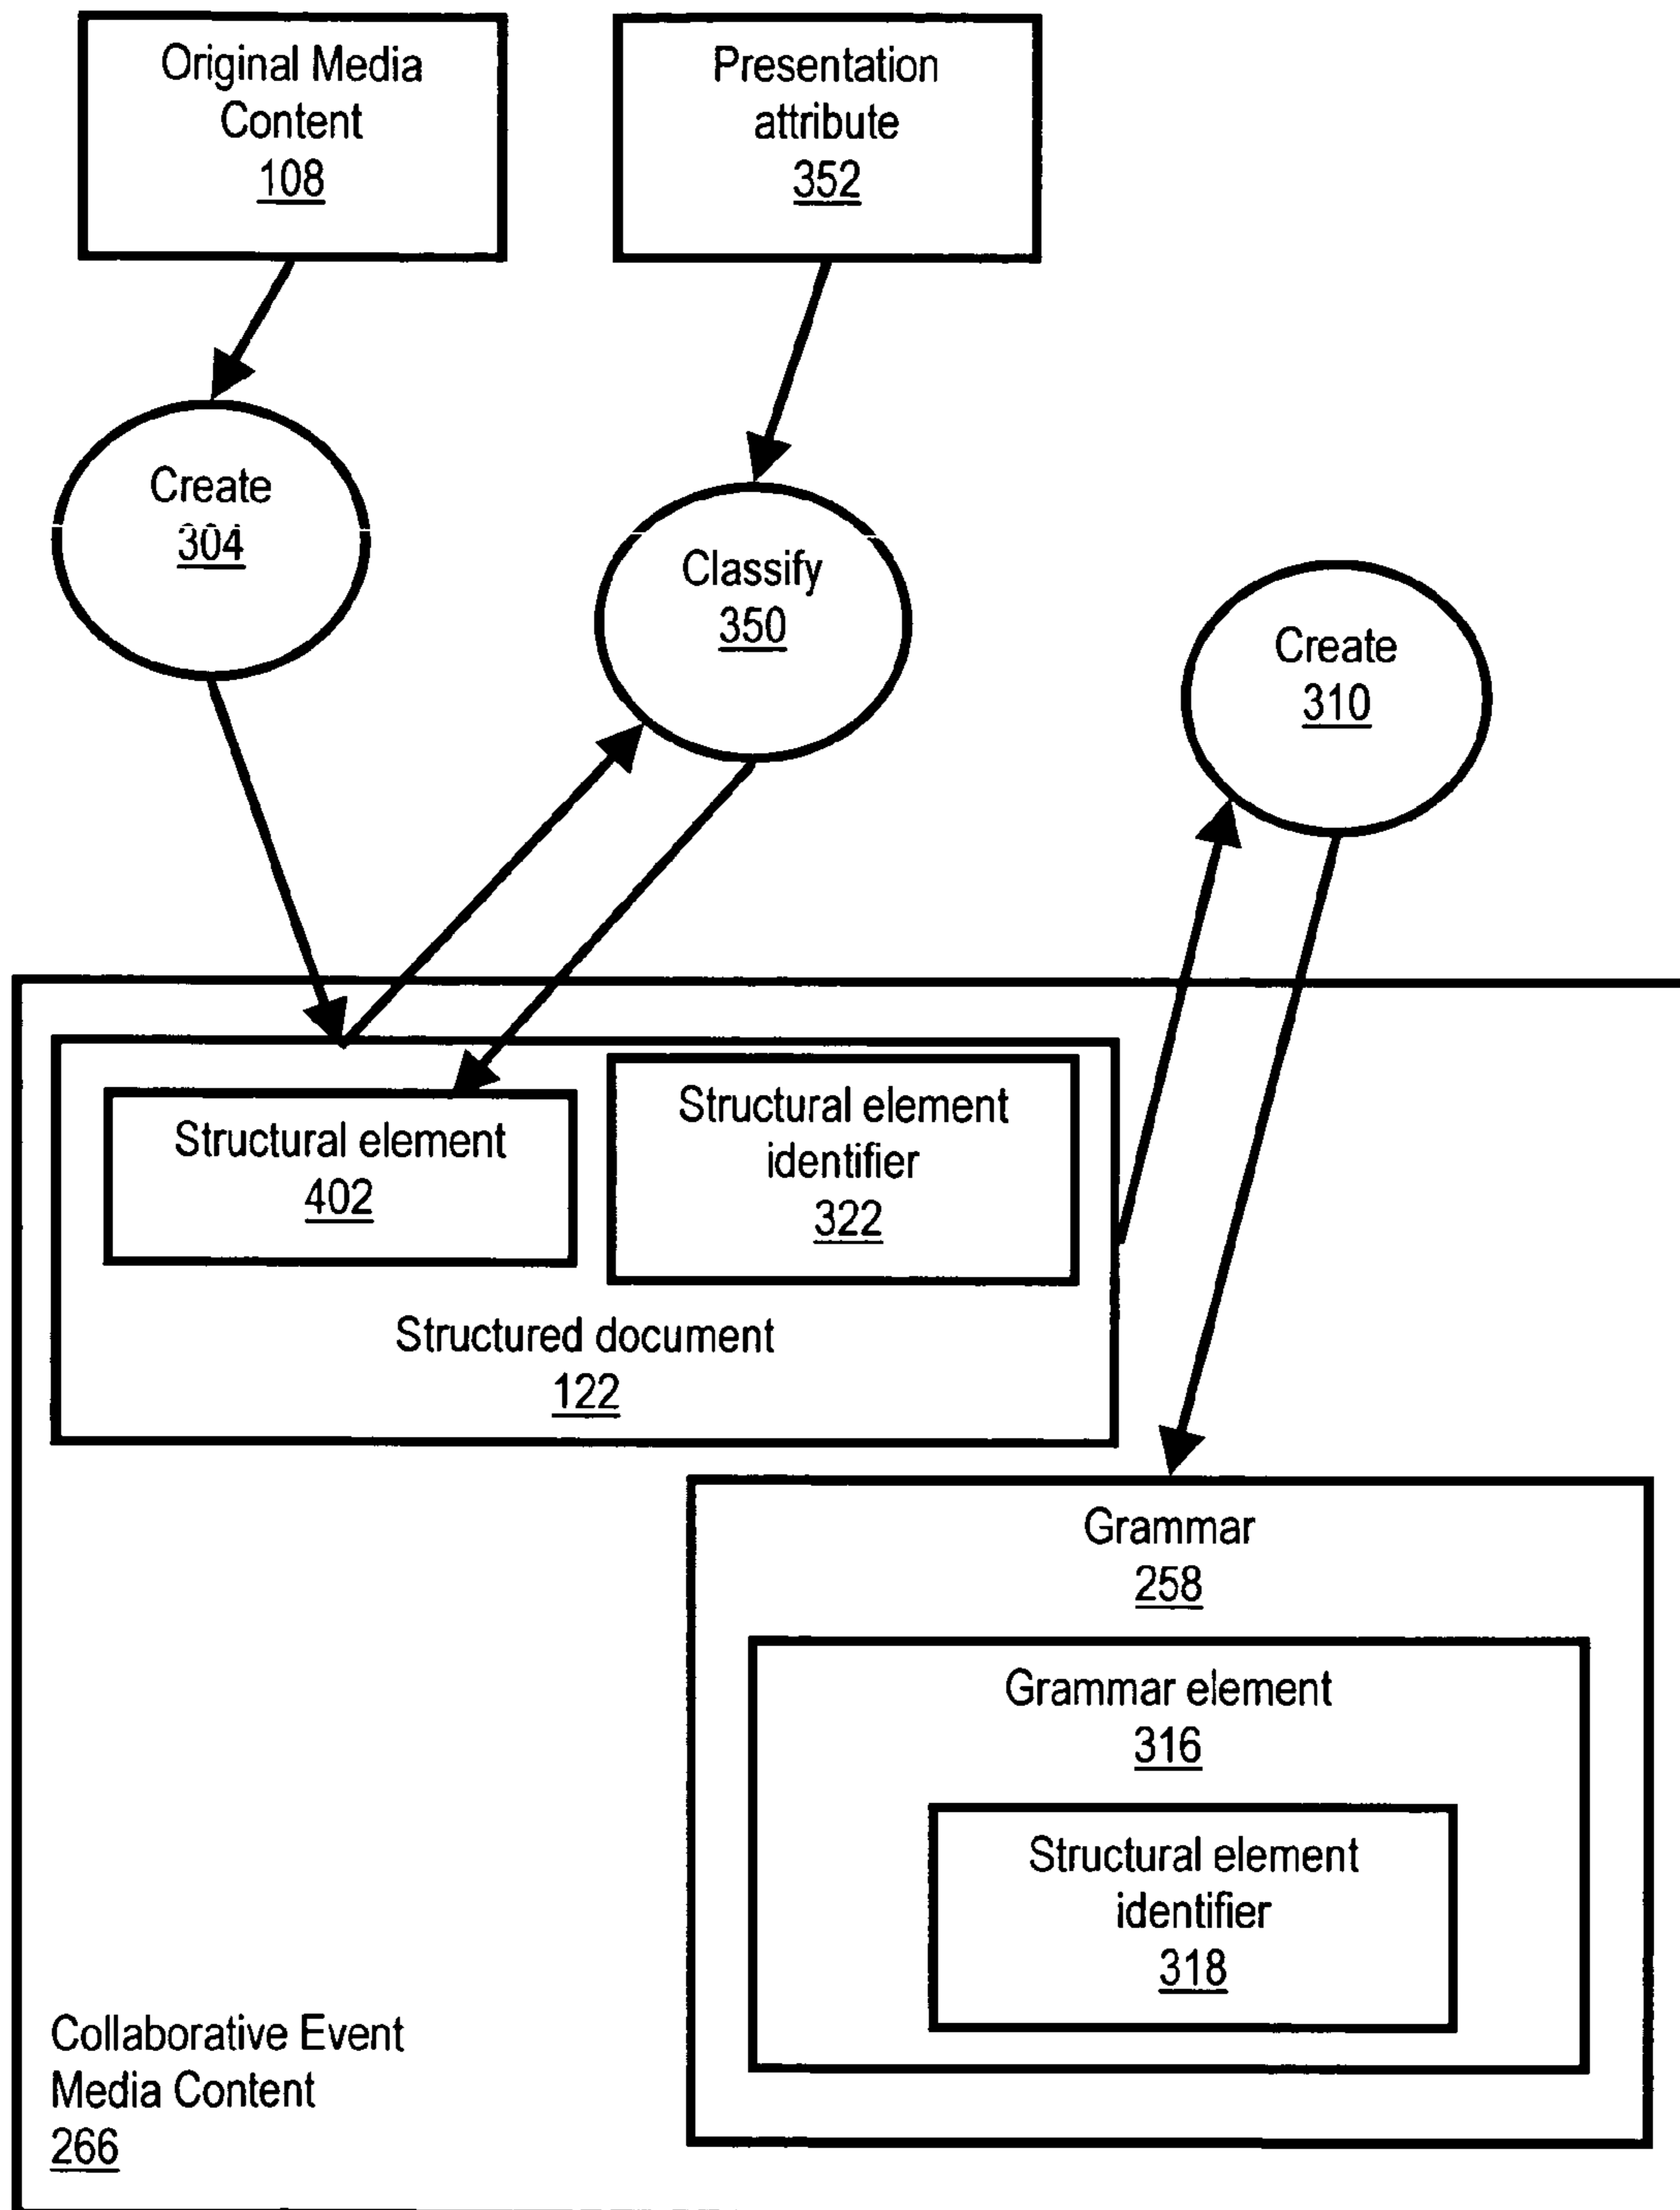 Original Media
Content
108
Presentation
attribute
352
Create
304
Classify
350
Create
310
Structural element
402
Structural element
identifier
322
Structured document
122
Grammar
258
Grammar element
316
Structural element
identifier
318
Collaborative Event
Media Content
266